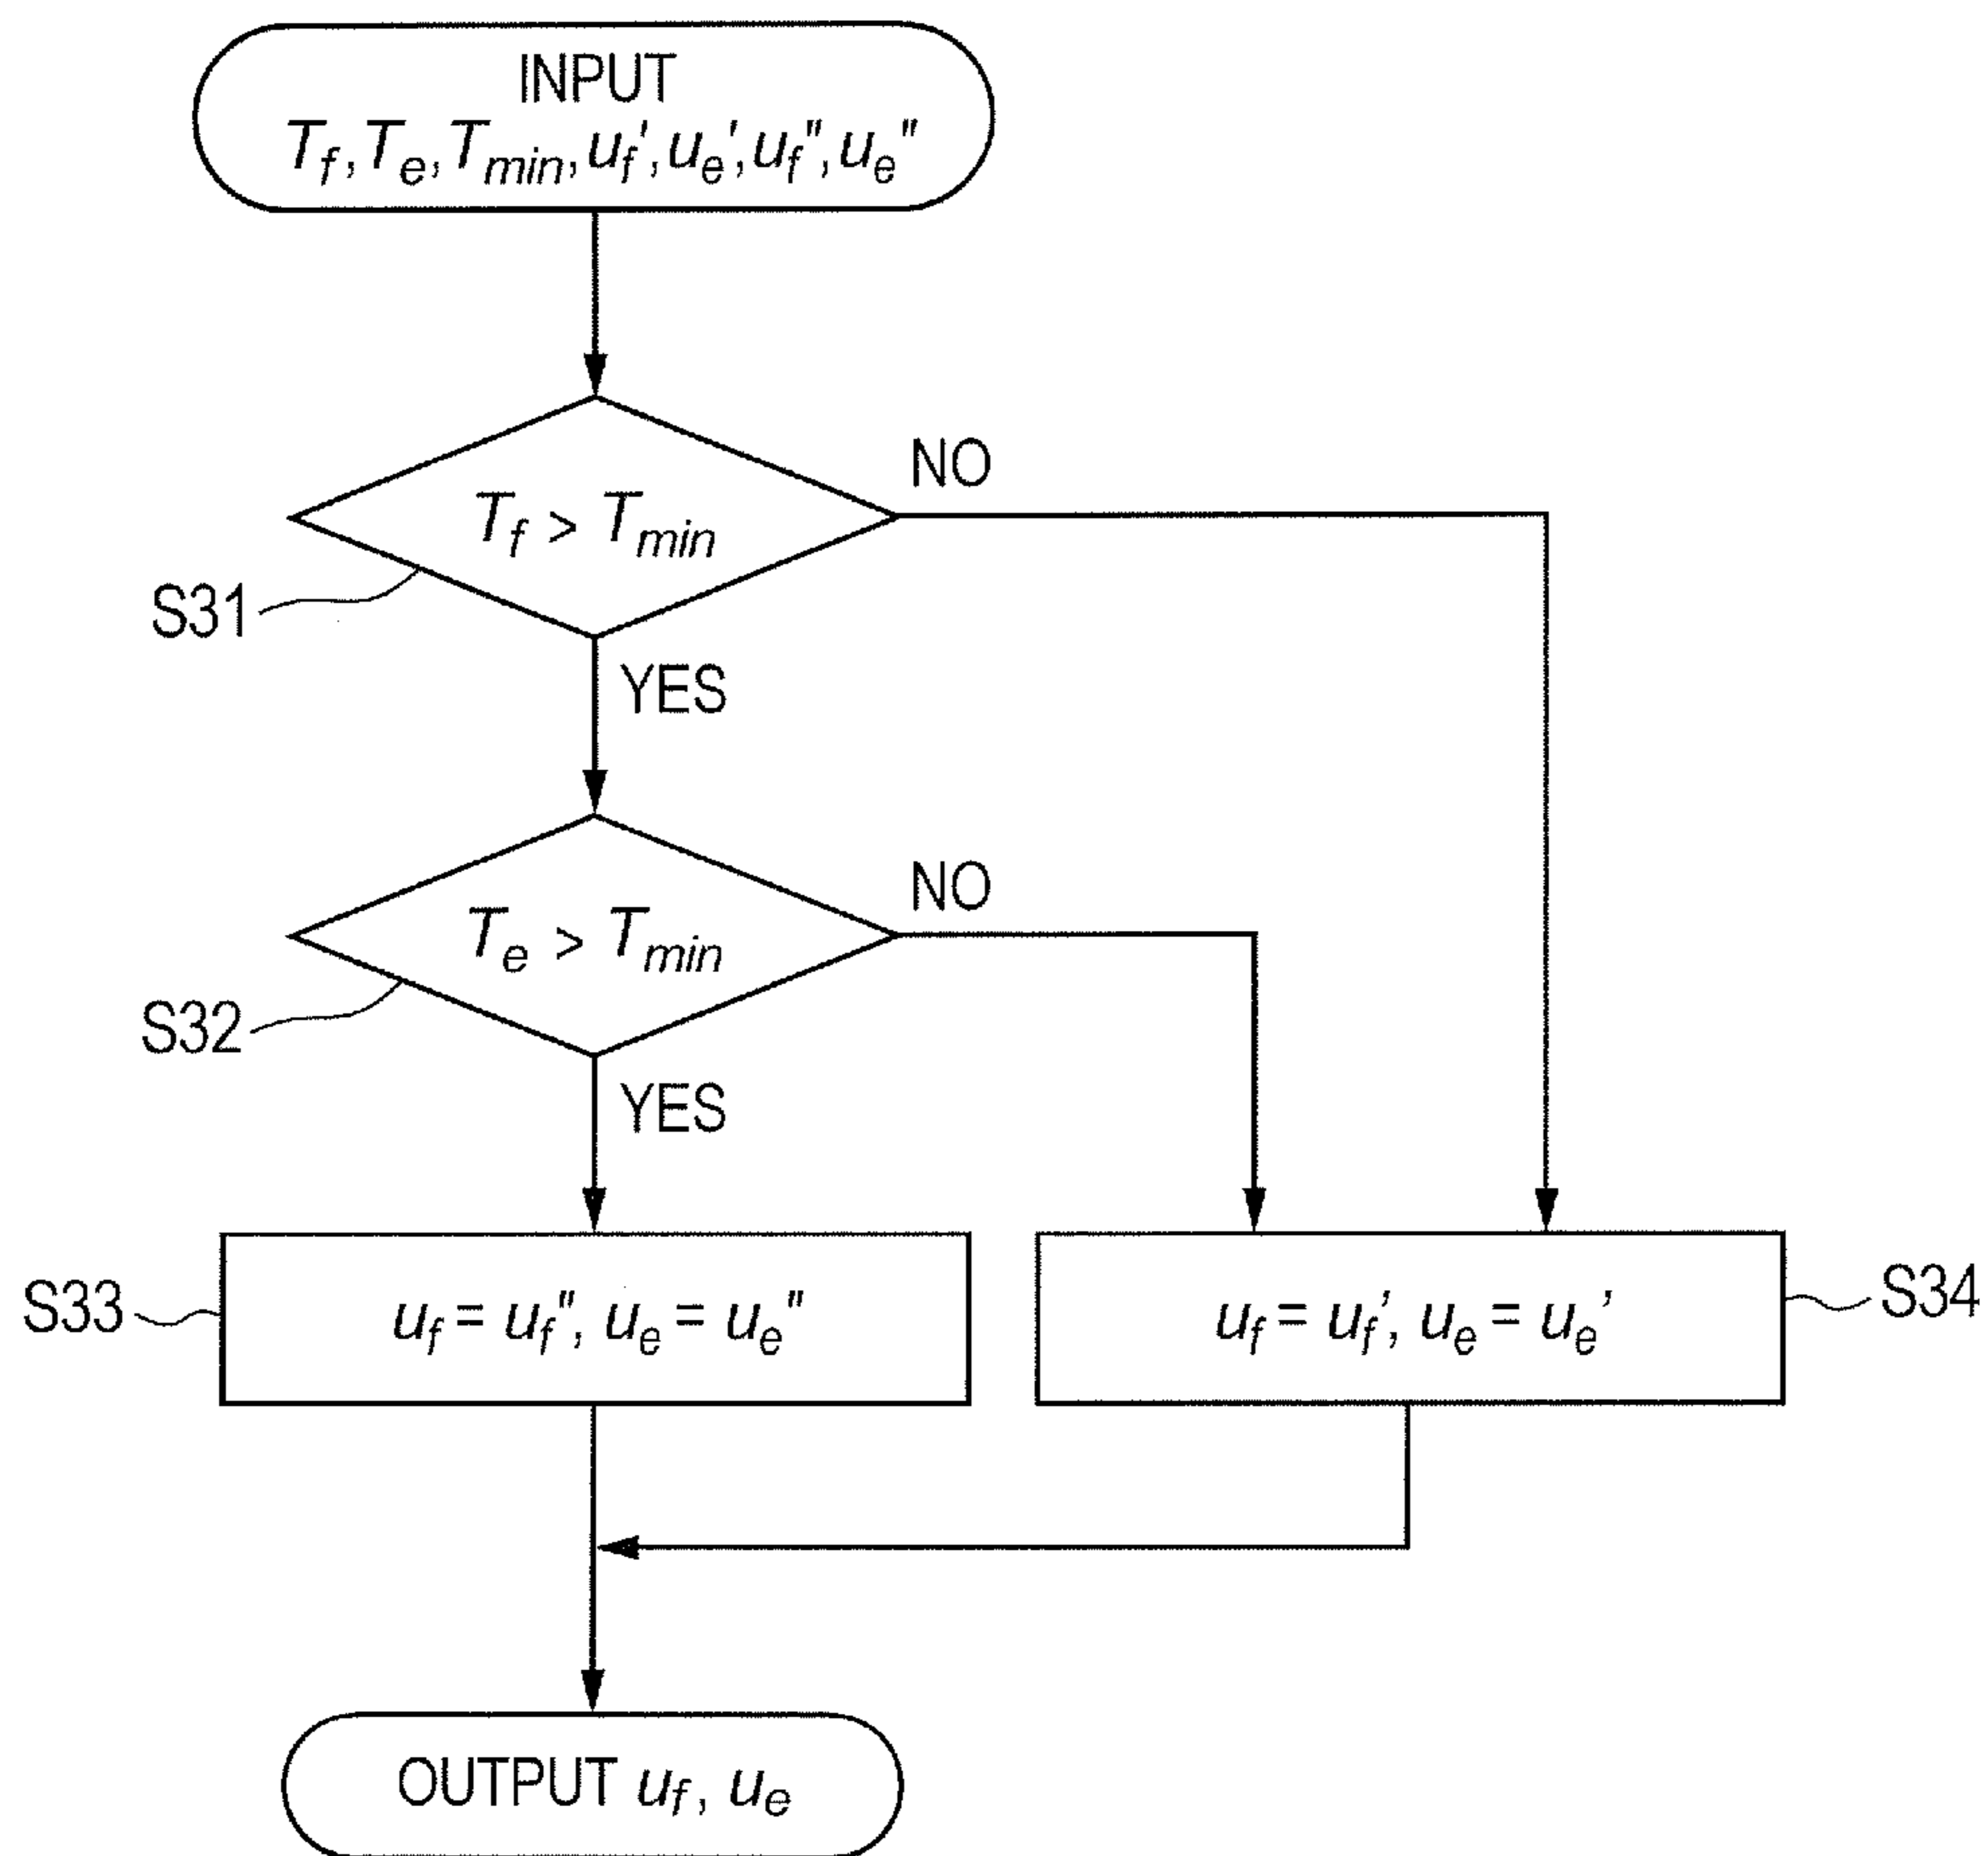 INPUT
T_f, T_e, T_min, u_f', u_e', u_f'', u_e''
NO
T_f > T_min
S31
YES
NO
T_e > T_min
S32
YES
S33
u_f = u_f'', u_e = u_e''
u_f = u_f', u_e = u_e'
S34
OUTPUT u_f, u_e